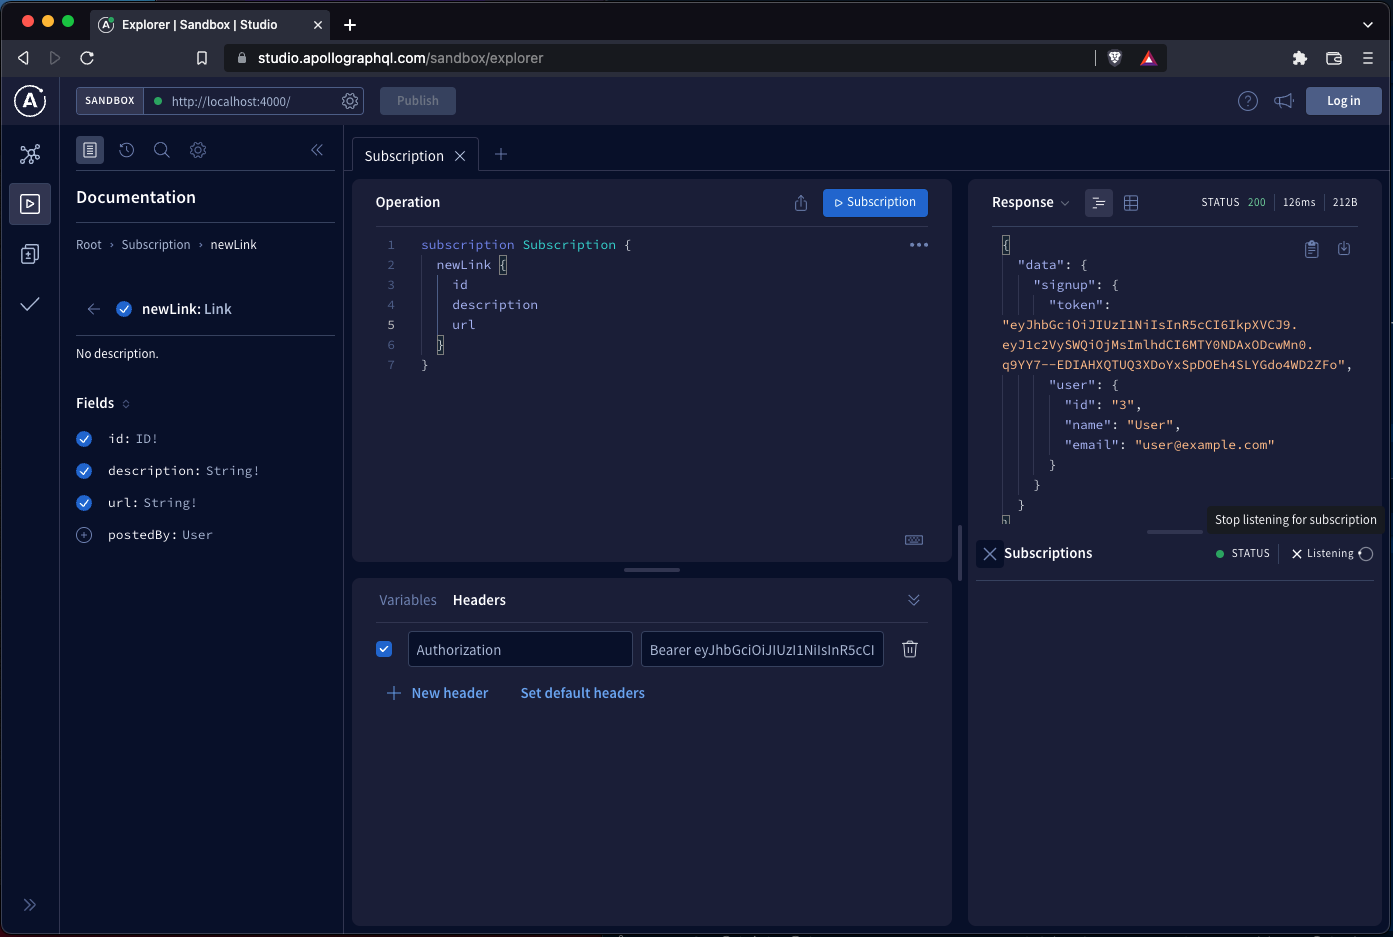 Explorer | Sandbox | Studio
studio.apollographql.com/sandbox/explorer
SANDBOX
http://localhost:4000/
Publish
Log in
Documentation
Root › Subscription › newLink
newLink: Link
No description.
Fields
id: ID!
description: String!
url: String!
postedBy: User
Subscription
Operation
Subscription
1 subscription Subscription {
2 newLink {
3 id
4 description
5 url
6 }
7 }
Variables Headers
Authorization Bearer eyJhbGciOiJIUzI1NiIsInR5cCI
New header Set default headers
Response
STATUS 200 126ms 212B
{
"data": {
"signup": {
"token":
"eyJhbGciOiJIUzI1NiIsInR5cCI6IkpXVCJ9.
eyJ1c2VySWQiOjMsImlhdCI6MTY0NDAxODcwMn0.
q9YY7--EDIAHXQTUQ3XDoYxSpDOEh4SLYGdo4WD2ZFo",
"user": {
"id": "3",
"name": "User",
"email": "user@example.com"
}
}
}
Stop listening for subscription
Subscriptions
STATUS
Listening